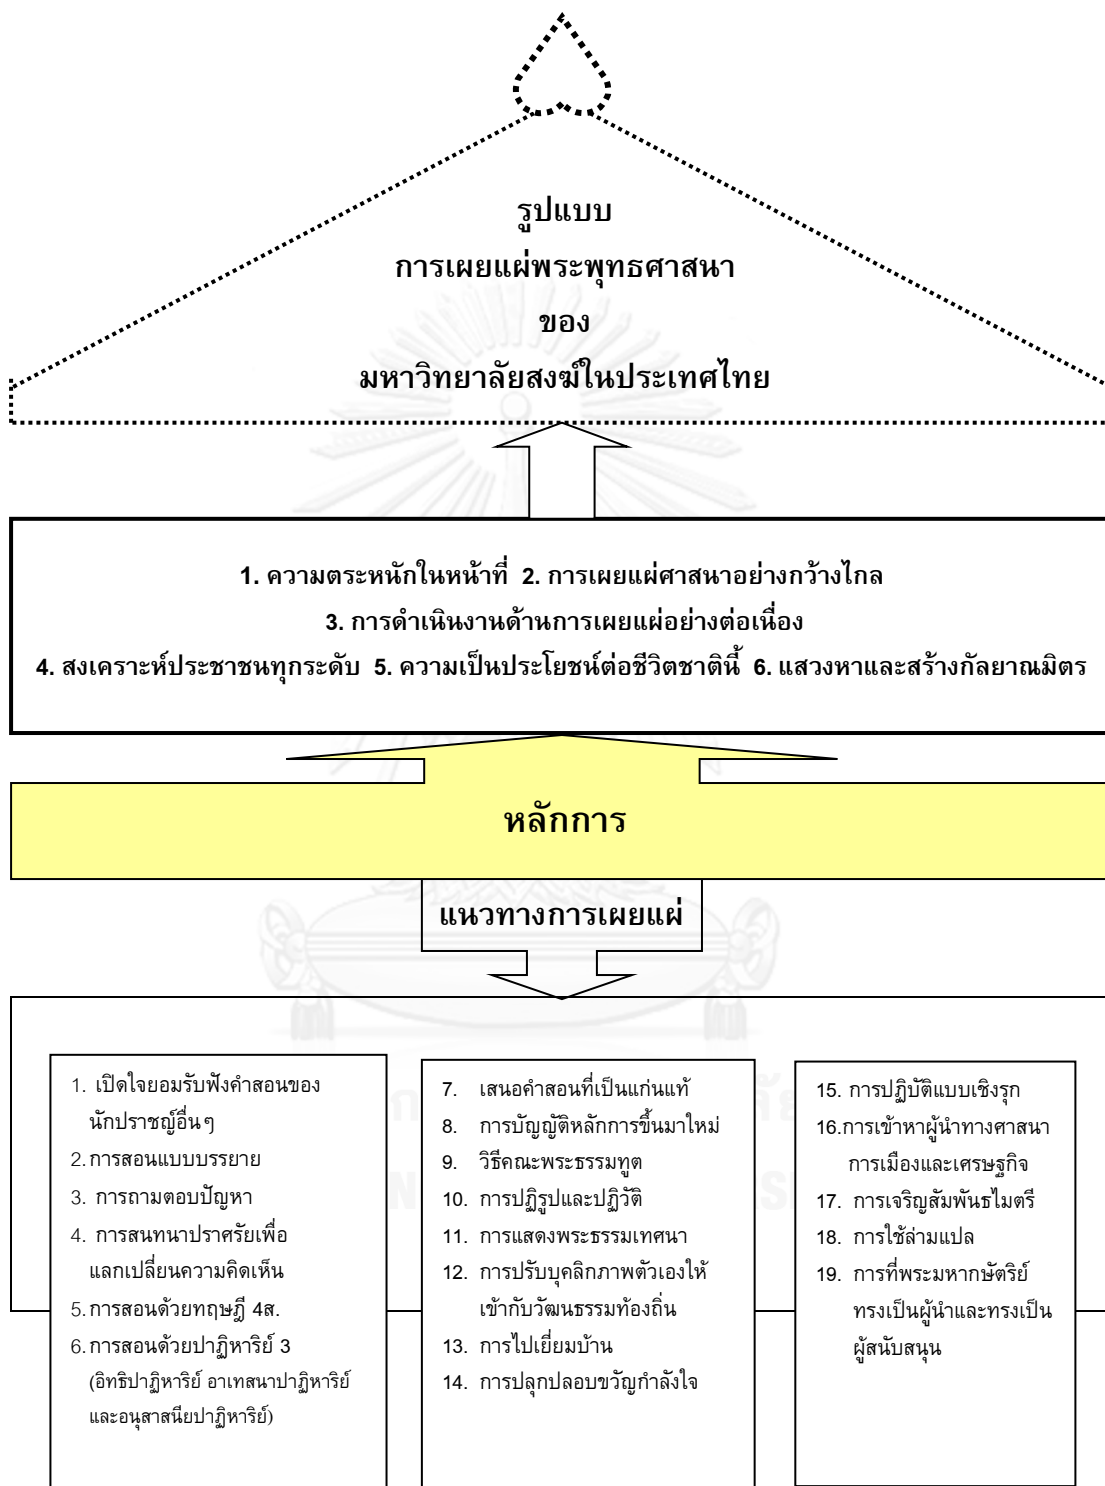 รูปแบบ
การเผยแผ่พระพุทธศาสนา
ของ
มหาวิทยาลัยสงฆ์ในประเทศไทย
1. ความตระหนักในหน้าที่ 2. การเผยแผ่ศาสนาอย่างกว้างไกล
3. การดำเนินงานด้านการเผยแผ่อย่างต่อเนื่อง
4. สงเคราะห์ประชาชนทุกระดับ 5. ความเป็นประโยชน์ต่อชีวิตชาตินี้ 6. แสวงหาและสร้างกัลยาณมิตร
หลักการ
แนวทางการเผยแผ่
1. เปิดใจยอมรับฟังคำสอนของ
นักปราชญ์อื่นๆ
2. การสอนแบบบรรยาย
3. การถามตอบปัญหา
4. การสนทนาปราศรัยเพื่อ
แลกเปลี่ยนความคิดเห็น
5. การสอนด้วยทฤษฎี 4ส.
6. การสอนด้วยปาฏิหาริย์ 3
(อิทธิปาฏิหาริย์ อาเทสนาปาฏิหาริย์
และอนุสาสนียปาฏิหาริย์)
7. เสนอคำสอนที่เป็นแก่นแท้
8. การบัญญัติหลักการขึ้นมาใหม่
9. วิธีคณะพระธรรมทูต
10. การปฏิรูปและปฏิวัติ
11. การแสดงพระธรรมเทศนา
12. การปรับบุคลิกภาพตัวเองให้
เข้ากับวัฒนธรรมท้องถิ่น
13. การไปเยี่ยมบ้าน
14. การปลุกปลอบขวัญกำลังใจ
15. การปฏิบัติแบบเชิงรุก
16.การเข้าหาผู้นำทางศาสนา
การเมืองและเศรษฐกิจ
17. การเจริญสัมพันธไมตรี
18. การใช้ล่ามแปล
19. การที่พระมหากษัตริย์
ทรงเป็นผู้นำและทรงเป็น
ผู้สนับสนุน